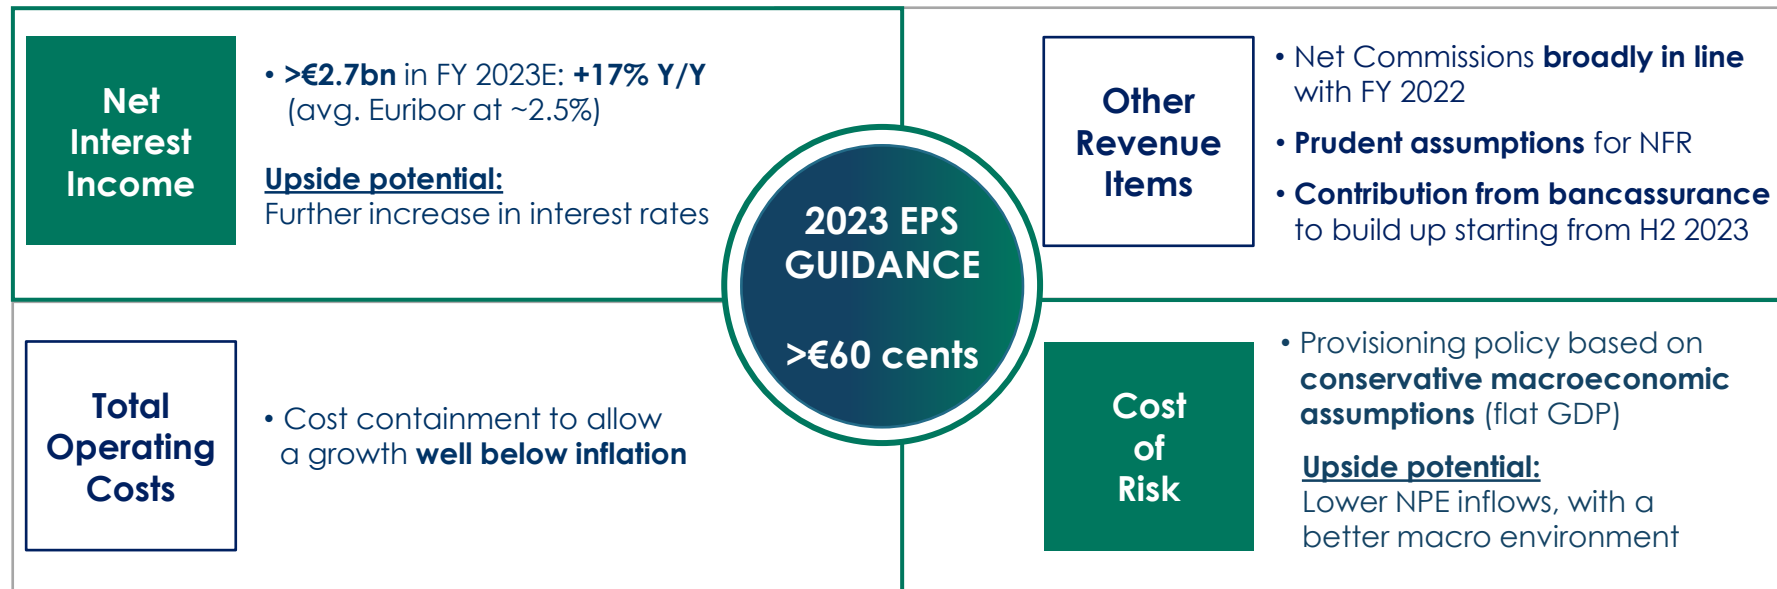 Net
Interest
Income
• >€2.7bn in FY 2023E: +17% Y/Y
(avg. Euribor at ~2.5%)
Upside potential:
Further increase in interest rates
Other
Revenue
Items
• Net Commissions broadly in line
with FY 2022
• Prudent assumptions for NFR
• Contribution from bancassurance
to build up starting from H2 2023
2023 EPS
GUIDANCE
>€60 cents
Total
Operating
Costs
• Cost containment to allow
a growth well below inflation
Cost
of
Risk
• Provisioning policy based on
conservative macroeconomic
assumptions (flat GDP)
Upside potential:
Lower NPE inflows, with a
better macro environment